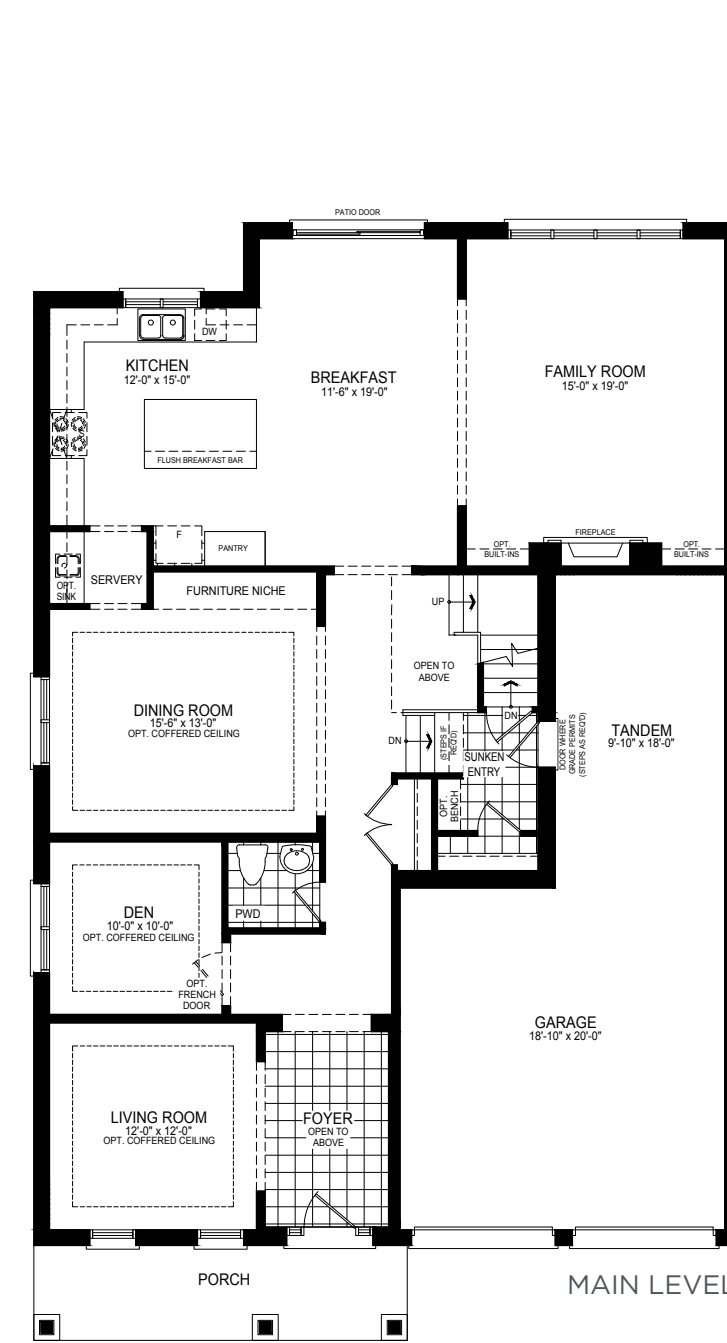 PATIO DOOR
DW
KITCHEN
12'-0" x 15'-0"
BREAKFAST
11'-6" x 19'-0"
FAMILY ROOM
15'-0" x 19'-0"
FLUSH BREAKFAST BAR
F
PANTRY
FIREPLACE
OPT.
BUILT-INS
OPT.
BUILT-INS
OPT.
SINK
SERVERY
FURNITURE NICHE
UP
OPEN TO
ABOVE
DINING ROOM
15'-6" x 13'-0"
OPT. COFFERED CEILING
DN
DN
(STEPS IF
REQ'D)
SUNKEN
ENTRY
DOOR WHERE
GRADE PERMITS
(STEPS AS REQ'D)
TANDEM
9'-10" x 18'-0"
OPT.
BENCH
PWD
DEN
10'-0" x 10'-0"
OPT. COFFERED CEILING
OPT.
FRENCH
DOOR
GARAGE
18'-10" x 20'-0"
LIVING ROOM
12'-0" x 12'-0"
OPT. COFFERED CEILING
FOYER
OPEN TO
ABOVE
PORCH
MAIN LEVEL